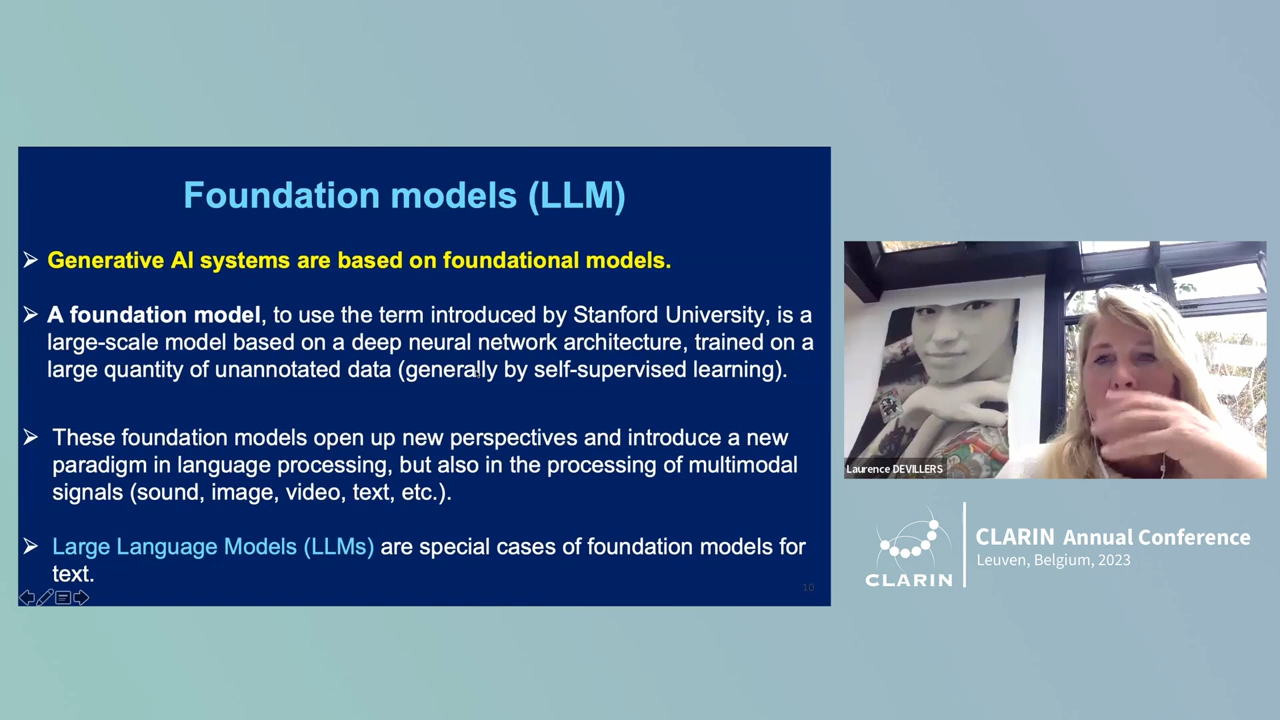 Foundation models (LLM)
➢ Generative AI systems are based on foundational models.
➢ A foundation model, to use the term introduced by Stanford University, is a
large-scale model based on a deep neural network architecture, trained on a
large quantity of unannotated data (generally by self-supervised learning).
➢ These foundation models open up new perspectives and introduce a new
paradigm in language processing, but also in the processing of multimodal
signals (sound, image, video, text, etc.).
➢ Large Language Models (LLMs) are special cases of foundation models for
text.
10
Laurence DEVILLERS
CLARIN
CLARIN Annual Conference
Leuven, Belgium, 2023